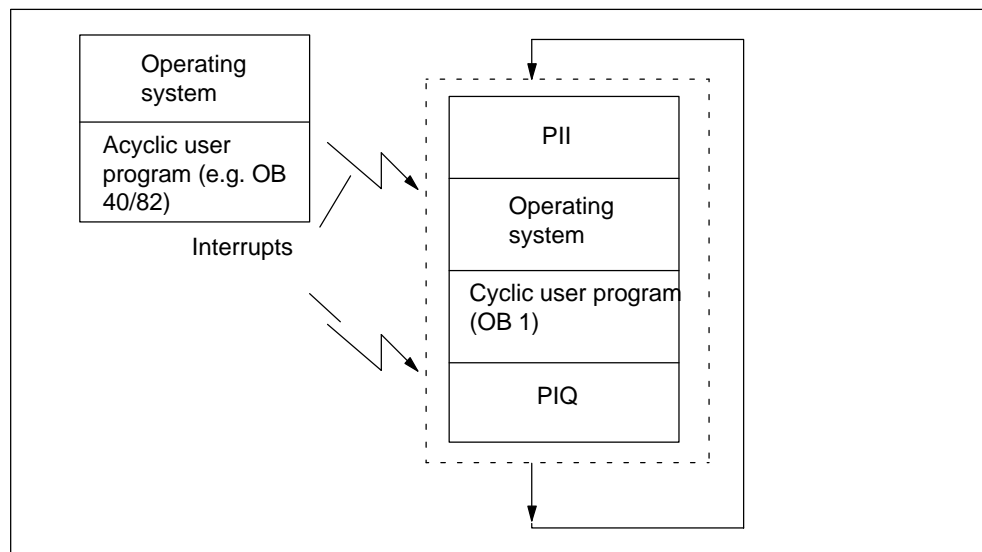 Operating
system
Acyclic user
program (e.g. OB
40/82)
Interrupts
PII
Operating
system
Cyclic user program
(OB 1)
PIQ